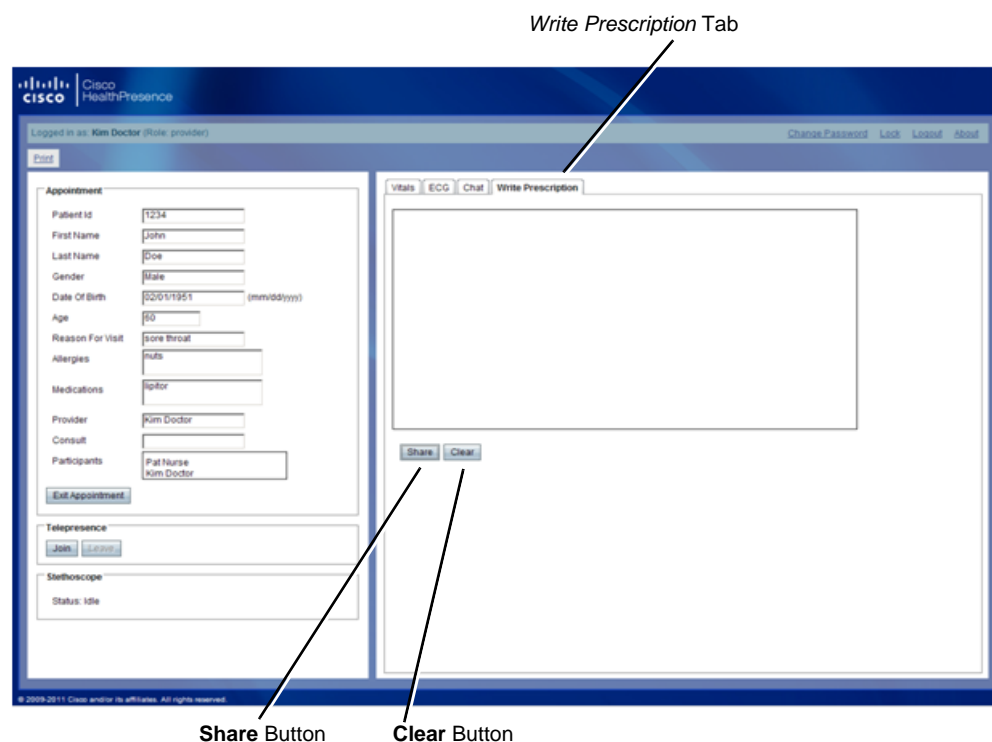 Write Prescription Tab
Cisco
CISCO HealthPresence
Logged in as: Kim Doctor (Role: provider) Change Password Lock Logout About
Print
Appointment
Patient Id 1234
First Name John
Last Name Doe
Gender Male
Date Of Birth 02/01/1951 (mm/dd/yyyy)
Age 60
Reason For Visit sore throat
Allergies nuts
Medications lipitor
Provider Kim Doctor
Consult
Participants Pat Nurse
Kim Doctor
Exit Appointment
Telepresence
Join Leave
Stethoscope
Status: Idle
Vitals ECG Chat Write Prescription
Share Clear
© 2009-2011 Cisco and/or its affiliates. All rights reserved.
Share Button Clear Button